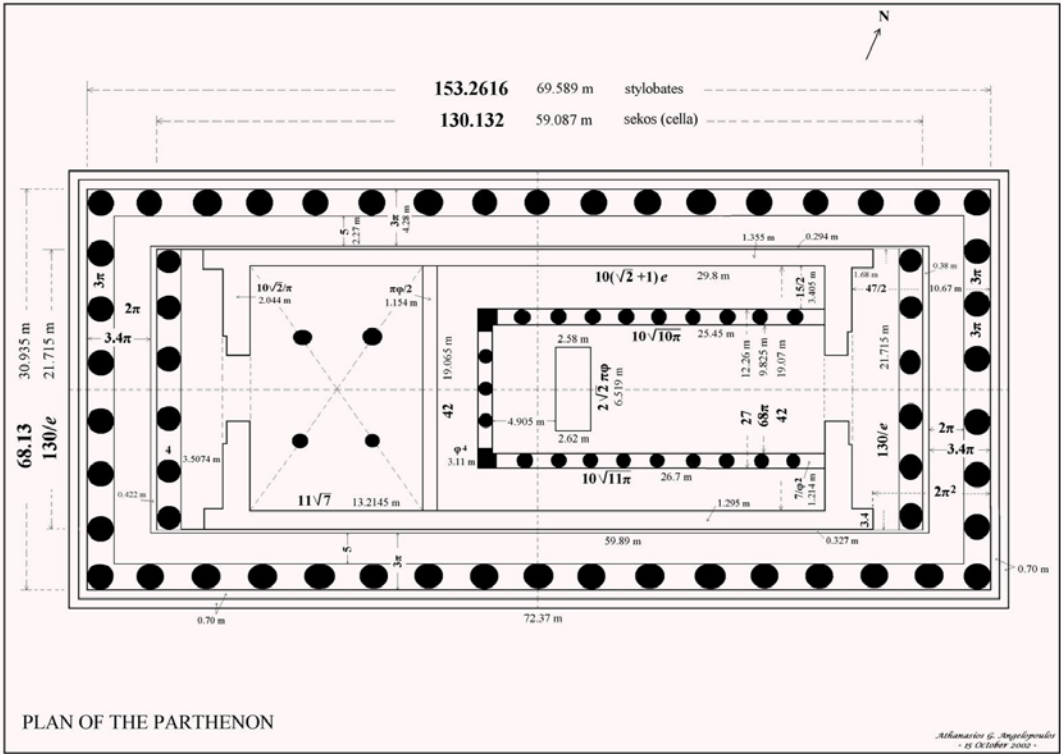 N
153.2616 69.589 m stylobates
130.132 59.087 m sekos (cella)
5
2.27 m
3π
4.28 m
1.355 m
0.294 m
10√2/π
2.044 m
πφ/2
1.154 m
10(√2 +1) e 29.8 m
15/2
3.405 m
1.68 m
47/2
0.38 m
10.67 m
3π
3π
2π
3.4π
30.935 m
21.715 m
68.13
130/e
19.065 m
42
10√10π
25.45 m
2.58 m
2√2 πφ
6.519 m
4.905 m
2.62 m
12.26 m
9.825 m
19.07 m
27
68π
42
21.715 m
130/e
3π
2π
3.4π
2π²
4
3.5074 m
φ⁴
3.11 m
0.422 m
11√7
13.2145 m
10√11π
26.7 m
7/φ2
1.214 m
1.295 m
3.4
59.89 m
0.327 m
5
3π
0.70 m
0.70 m
72.37 m
PLAN OF THE PARTHENON
Athanasios G. Angelopoulos
- 15 October 2002 -